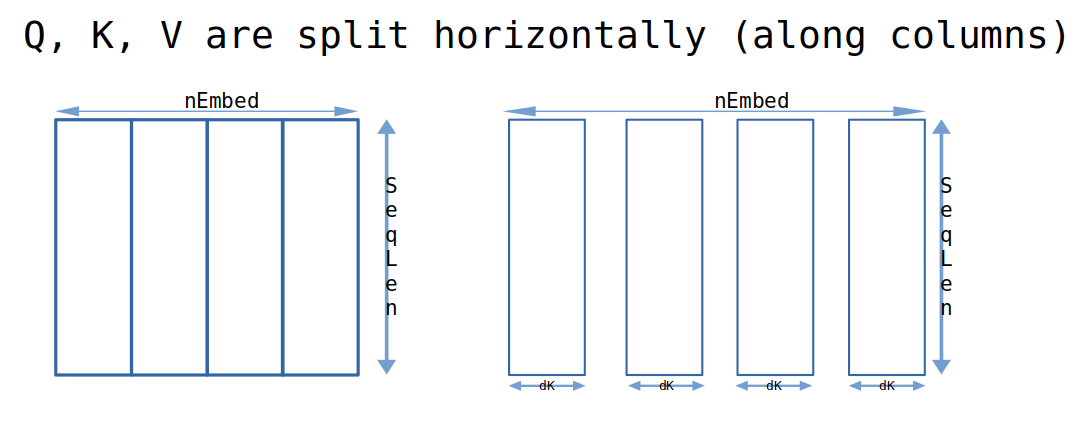 Q, K, V are split horizontally (along columns)
nEmbed
SeqLen
nEmbed
SeqLen
dK
dK
dK
dK